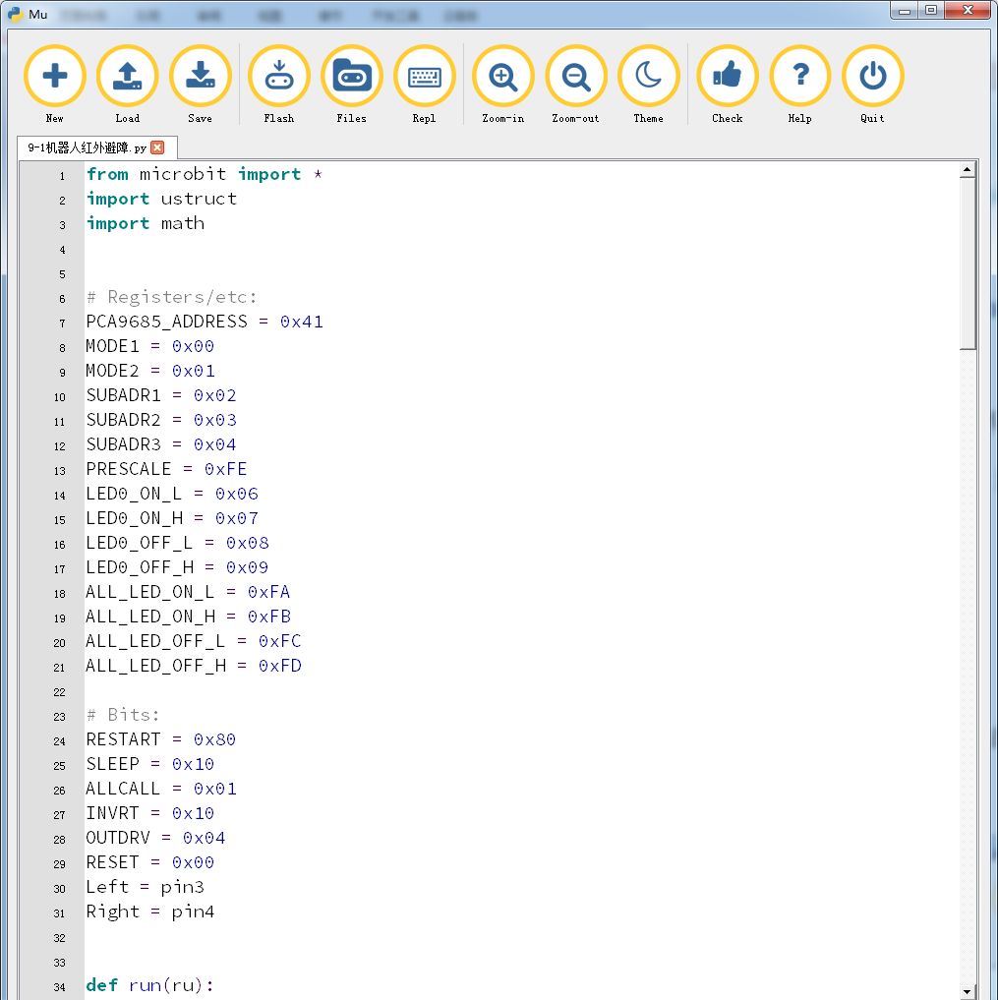 Mu
New Load Save Flash Files Repl Zoom-in Zoom-out Theme Check Help Quit
9-1机器人红外避障.py
1 from microbit import *
2 import ustruct
3 import math
4
5
6 # Registers/etc:
7 PCA9685_ADDRESS = 0x41
8 MODE1 = 0x00
9 MODE2 = 0x01
10 SUBADR1 = 0x02
11 SUBADR2 = 0x03
12 SUBADR3 = 0x04
13 PRESCALE = 0xFE
14 LED0_ON_L = 0x06
15 LED0_ON_H = 0x07
16 LED0_OFF_L = 0x08
17 LED0_OFF_H = 0x09
18 ALL_LED_ON_L = 0xFA
19 ALL_LED_ON_H = 0xFB
20 ALL_LED_OFF_L = 0xFC
21 ALL_LED_OFF_H = 0xFD
22
23 # Bits:
24 RESTART = 0x80
25 SLEEP = 0x10
26 ALLCALL = 0x01
27 INVRT = 0x10
28 OUTDRV = 0x04
29 RESET = 0x00
30 Left = pin3
31 Right = pin4
32
33
34 def run(ru):